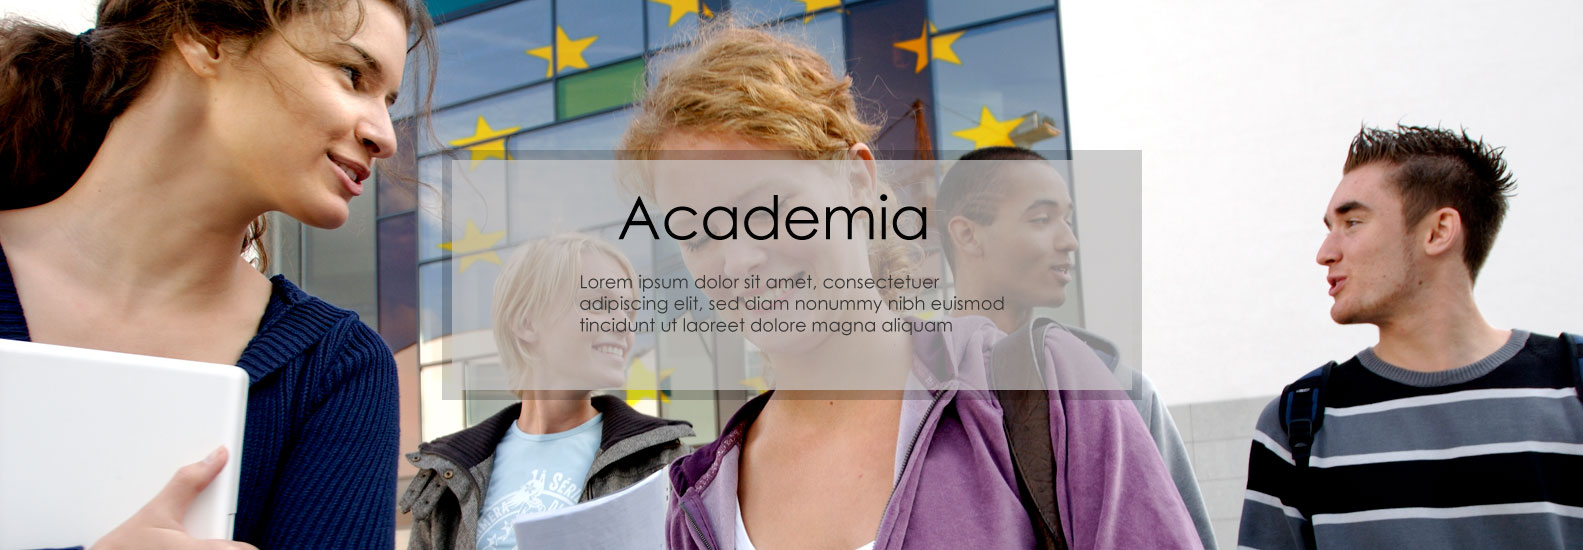 Academia
Lorem ipsum dolor sit amet, consectetuer
adipiscing elit, sed diam nonummy nibh euismod
tincidunt ut laoreet dolore magna aliquam